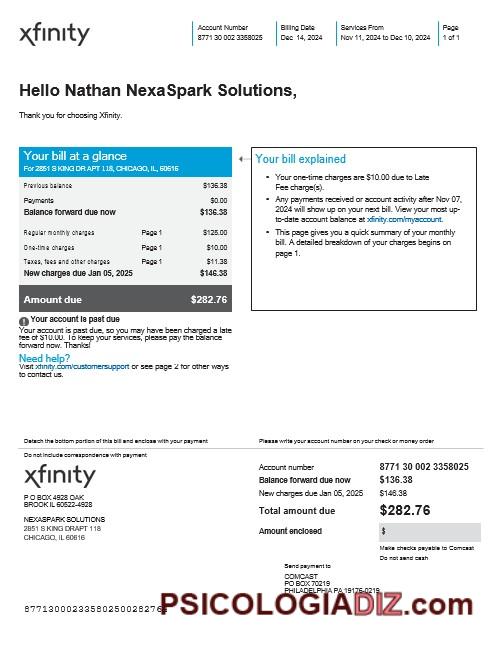 xfinity
Account Number
8771 30 002 3358025
Billing Date
Dec 14, 2024
Services From
Nov 11, 2024 to Dec 10, 2024
Page
1 of 1
Hello Nathan NexaSpark Solutions,
Thank you for choosing Xfinity.
Your bill at a glance
For 2851 S KING DR APT 118, CHICAGO, IL, 60616
Previous balance $136.38
Payments $0.00
Balance forward due now $136.38
Regular monthly charges Page 1 $125.00
One-time charges Page 1 $10.00
Taxes, fees and other charges Page 1 $11.38
New charges due Jan 05, 2025 $146.38
Amount due $282.76
Your account is past due
Your account is past due, so you may have been charged a late
fee of $10.00. To keep your services, please pay the balance
forward now. Thanks!
Need help?
Visit xfinity.com/customersupport or see page 2 for other ways
to contact us.
Your bill explained
• Your one-time charges are $10.00 due to Late
Fee charge(s).
• Any payments received or account activity after Nov 07,
2024 will show up on your next bill. View your most up-
to-date account balance at xfinity.com/myaccount.
• This page gives you a quick summary of your monthly
bill. A detailed breakdown of your charges begins on
page 1.
Detach the bottom portion of this bill and enclose with your payment
Please write your account number on your check or money order
Do not include correspondence with payment
xfinity
P O BOX 4928 OAK
BROOK IL 60522-4928
NEXASPARK SOLUTIONS
2851 S KING DRAPT 118
CHICAGO, IL 60616
Account number 8771 30 002 3358025
Balance forward due now $136.38
New charges due Jan 05, 2025 $146.38
Total amount due $282.76
Amount enclosed $
Make checks payable to Comcast
Do not send cash
Send payment to
COMCAST
PO BOX 70219
PHILADELPHIA PA 19176-0219
PSICOLOGIADIZ.com